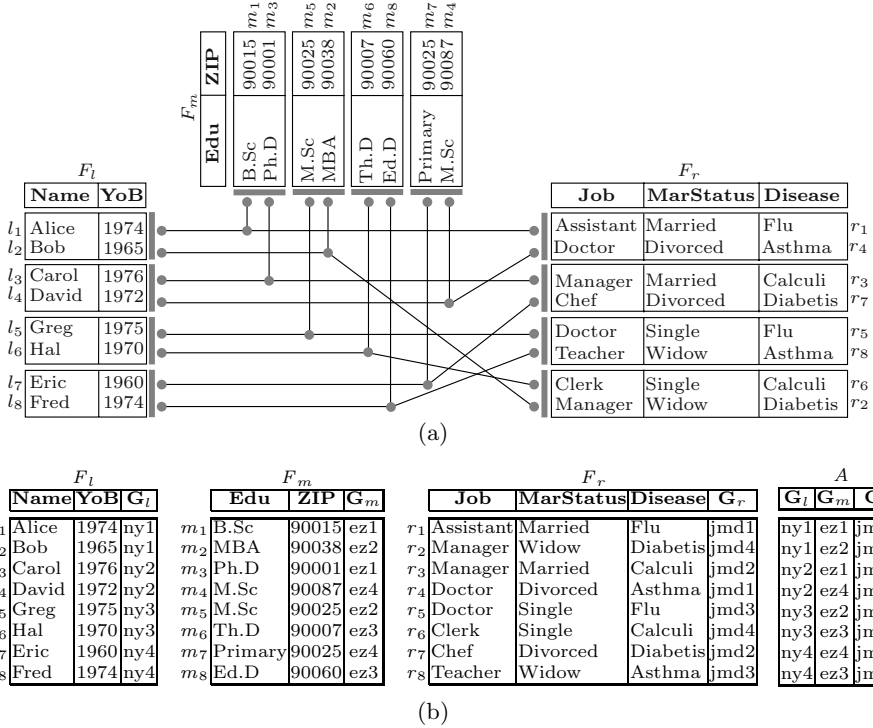 m1 m3 m5 m2 m6 m8 m7 m4
Fm ZIP 90015 90001 90025 90038 90007 90060 90025 90087
Edu B.Sc Ph.D M.Sc MBA Th.D Ed.D Primary M.Sc
Fl Fr
Name YoB Job MarStatus Disease
l1 Alice 1974 Assistant Married Flu r1
l2 Bob 1965 Doctor Divorced Asthma r4
l3 Carol 1976 Manager Married Calculi r3
l4 David 1972 Chef Divorced Diabetis r7
l5 Greg 1975 Doctor Single Flu r5
l6 Hal 1970 Teacher Widow Asthma r8
l7 Eric 1960 Clerk Single Calculi r6
l8 Fred 1974 Manager Widow Diabetis r2
(a)
Fl Fm Fr A
Name YoB Gl Edu ZIP Gm Job MarStatus Disease Gr Gl Gm
1 Alice 1974 ny1 m1 B.Sc 90015 ez1 r1 Assistant Married Flu jmd1 ny1 ez1
2 Bob 1965 ny1 m2 MBA 90038 ez2 r2 Manager Widow Diabetis jmd4 ny1 ez2
3 Carol 1976 ny2 m3 Ph.D 90001 ez1 r3 Manager Married Calculi jmd2 ny2 ez1
4 David 1972 ny2 m4 M.Sc 90087 ez4 r4 Doctor Divorced Asthma jmd1 ny2 ez4
5 Greg 1975 ny3 m5 M.Sc 90025 ez2 r5 Doctor Single Flu jmd3 ny3 ez2
6 Hal 1970 ny3 m6 Th.D 90007 ez3 r6 Clerk Single Calculi jmd4 ny3 ez3
7 Eric 1960 ny4 m7 Primary 90025 ez4 r7 Chef Divorced Diabetis jmd2 ny4 ez4
8 Fred 1974 ny4 m8 Ed.D 90060 ez3 r8 Teacher Widow Asthma jmd3 ny4 ez3
(b)